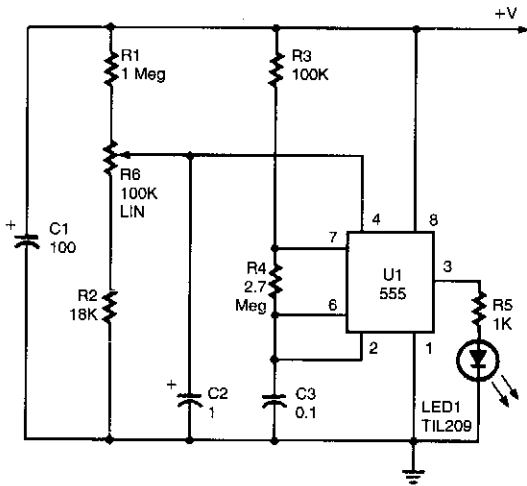 +V
R1
1 Meg
R3
100K
R6
100K
LIN
4
8
+
C1
100
7
R4
2.7
Meg
U1
555
3
R2
18K
6
R5
1K
2
1
+
C2
1
C3
0.1
LED1
TIL209